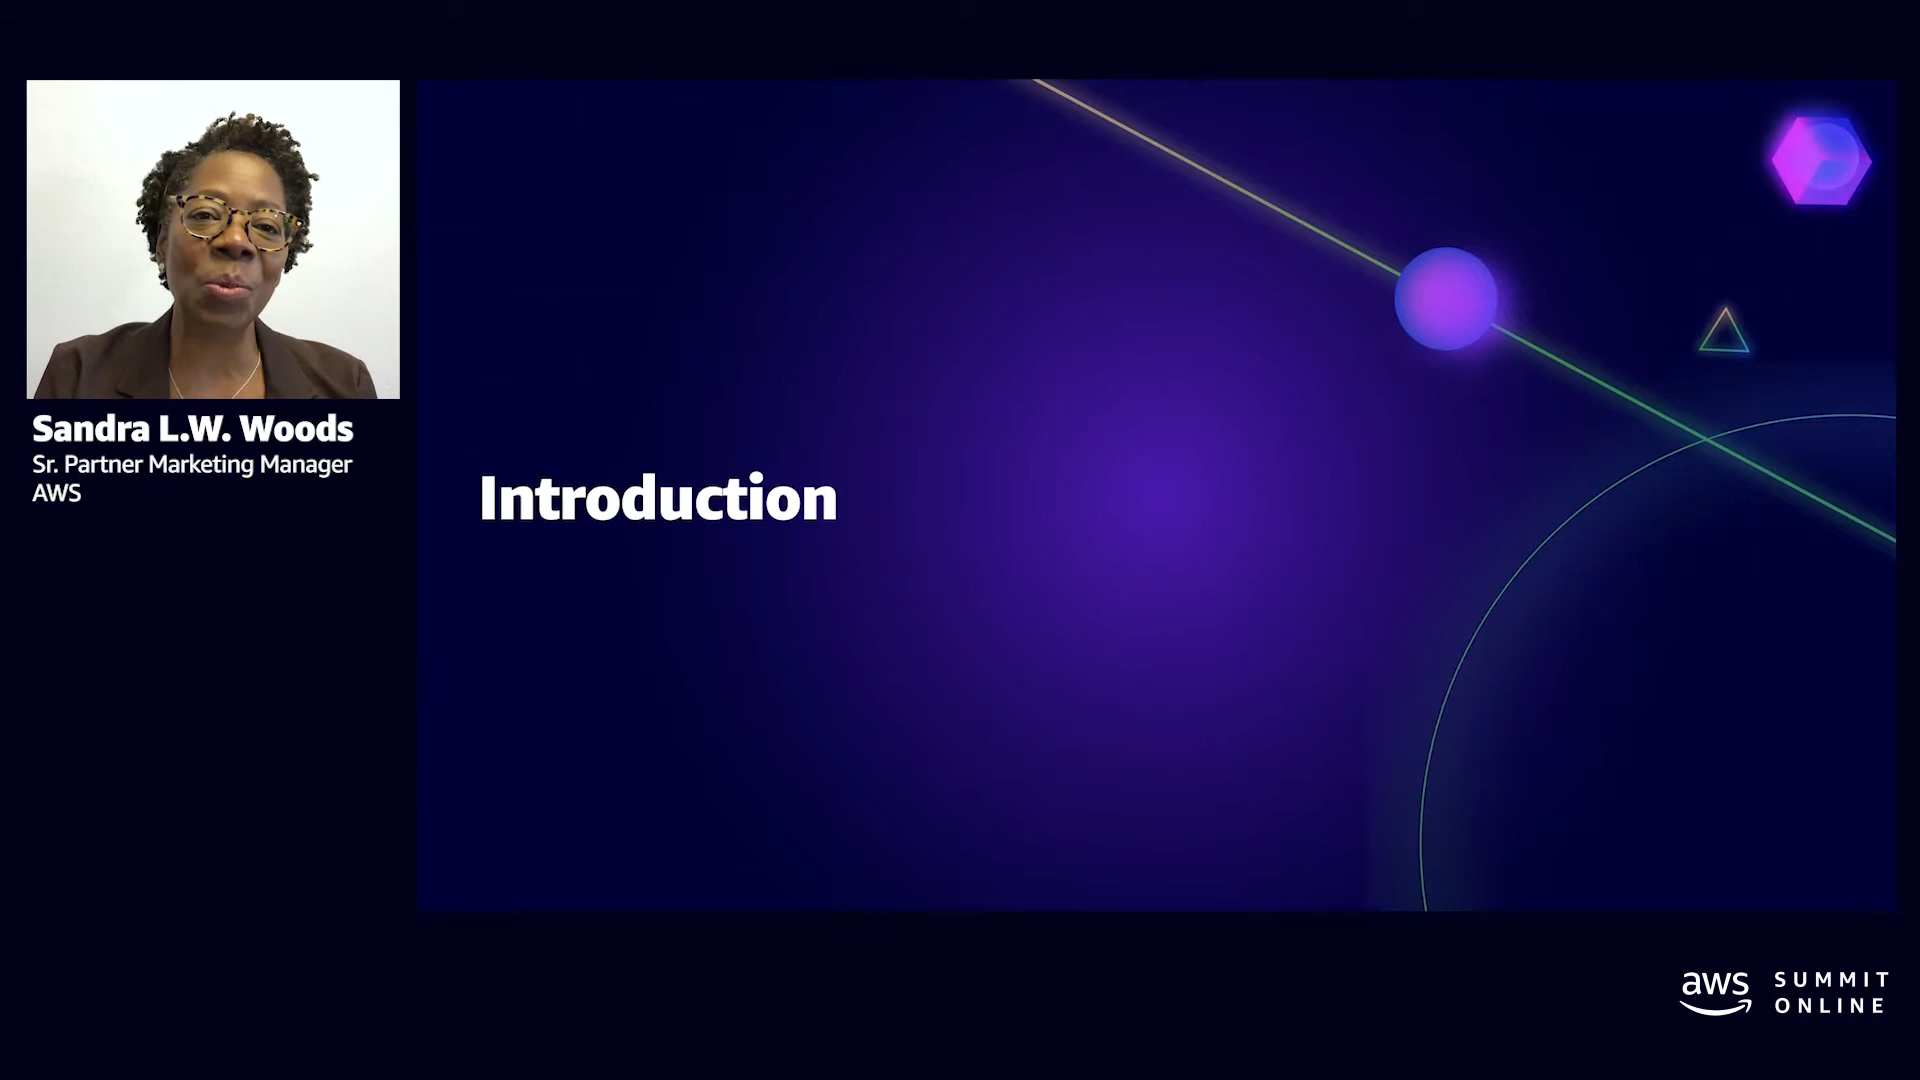 Sandra L.W. Woods
Sr. Partner Marketing Manager
AWS
Introduction
aws
SUMMIT
ONLINE